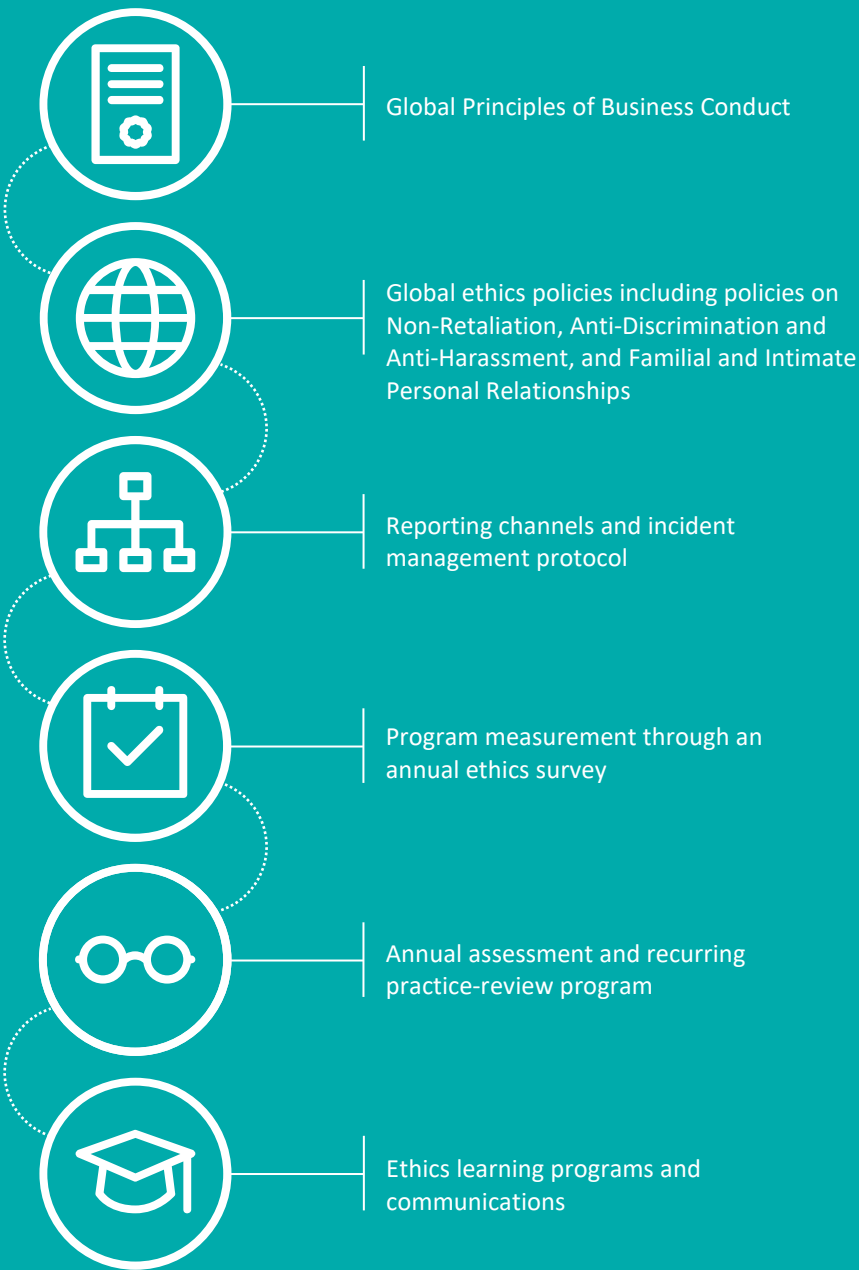 Global Principles of Business Conduct
Global ethics policies including policies on
Non-Retaliation, Anti-Discrimination and
Anti-Harassment, and Familial and Intimate
Personal Relationships
Reporting channels and incident
management protocol
Program measurement through an
annual ethics survey
Annual assessment and recurring
practice-review program
Ethics learning programs and
communications